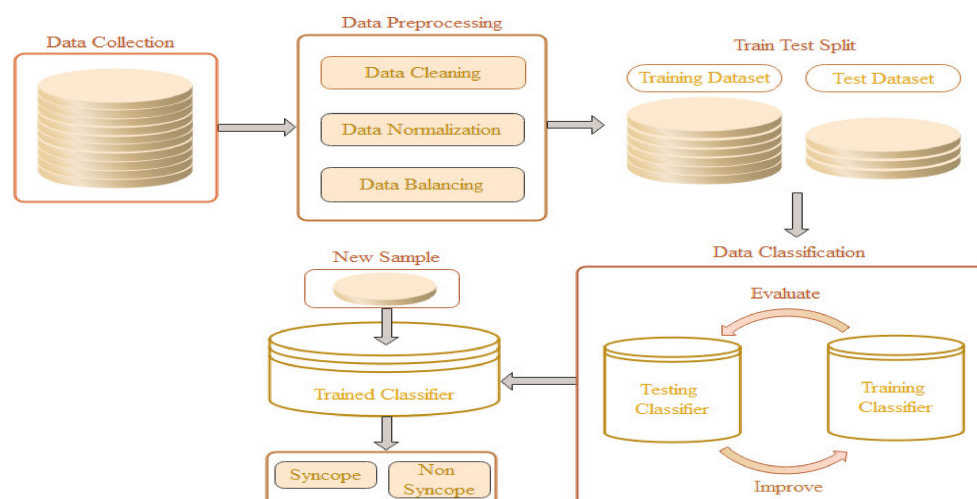 Data Collection
Data Preprocessing
Data Cleaning
Data Normalization
Data Balancing
Train Test Split
Training Dataset
Test Dataset
Data Classification
Evaluate
Testing
Classifier
Training
Classifier
Improve
New Sample
Trained Classifier
Syncope
Non
Syncope